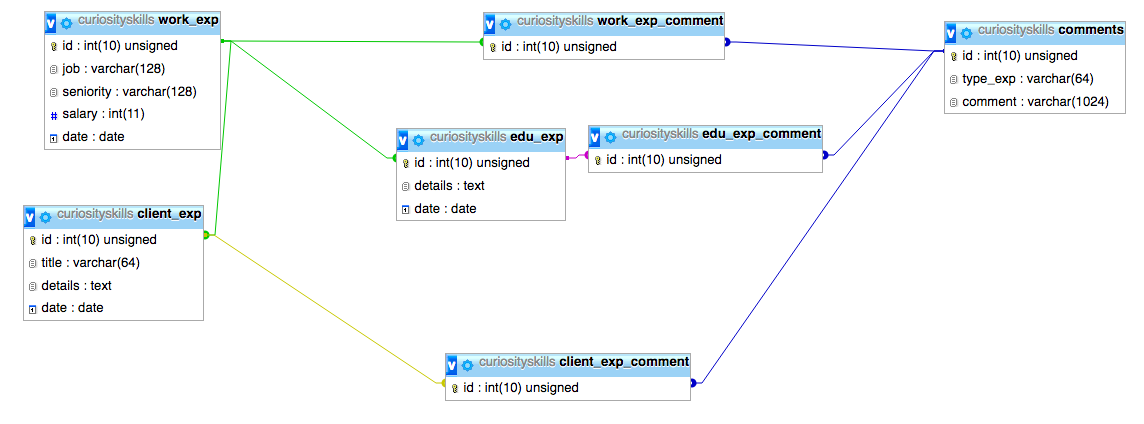 curiosityskills work_exp
id : int(10) unsigned
job : varchar(128)
seniority : varchar(128)
salary : int(11)
date : date
curiosityskills work_exp_comment
id : int(10) unsigned
curiosityskills comments
id : int(10) unsigned
type_exp : varchar(64)
comment : varchar(1024)
curiosityskills edu_exp
id : int(10) unsigned
details : text
date : date
curiosityskills edu_exp_comment
id : int(10) unsigned
curiosityskills client_exp
id : int(10) unsigned
title : varchar(64)
details : text
date : date
curiosityskills client_exp_comment
id : int(10) unsigned